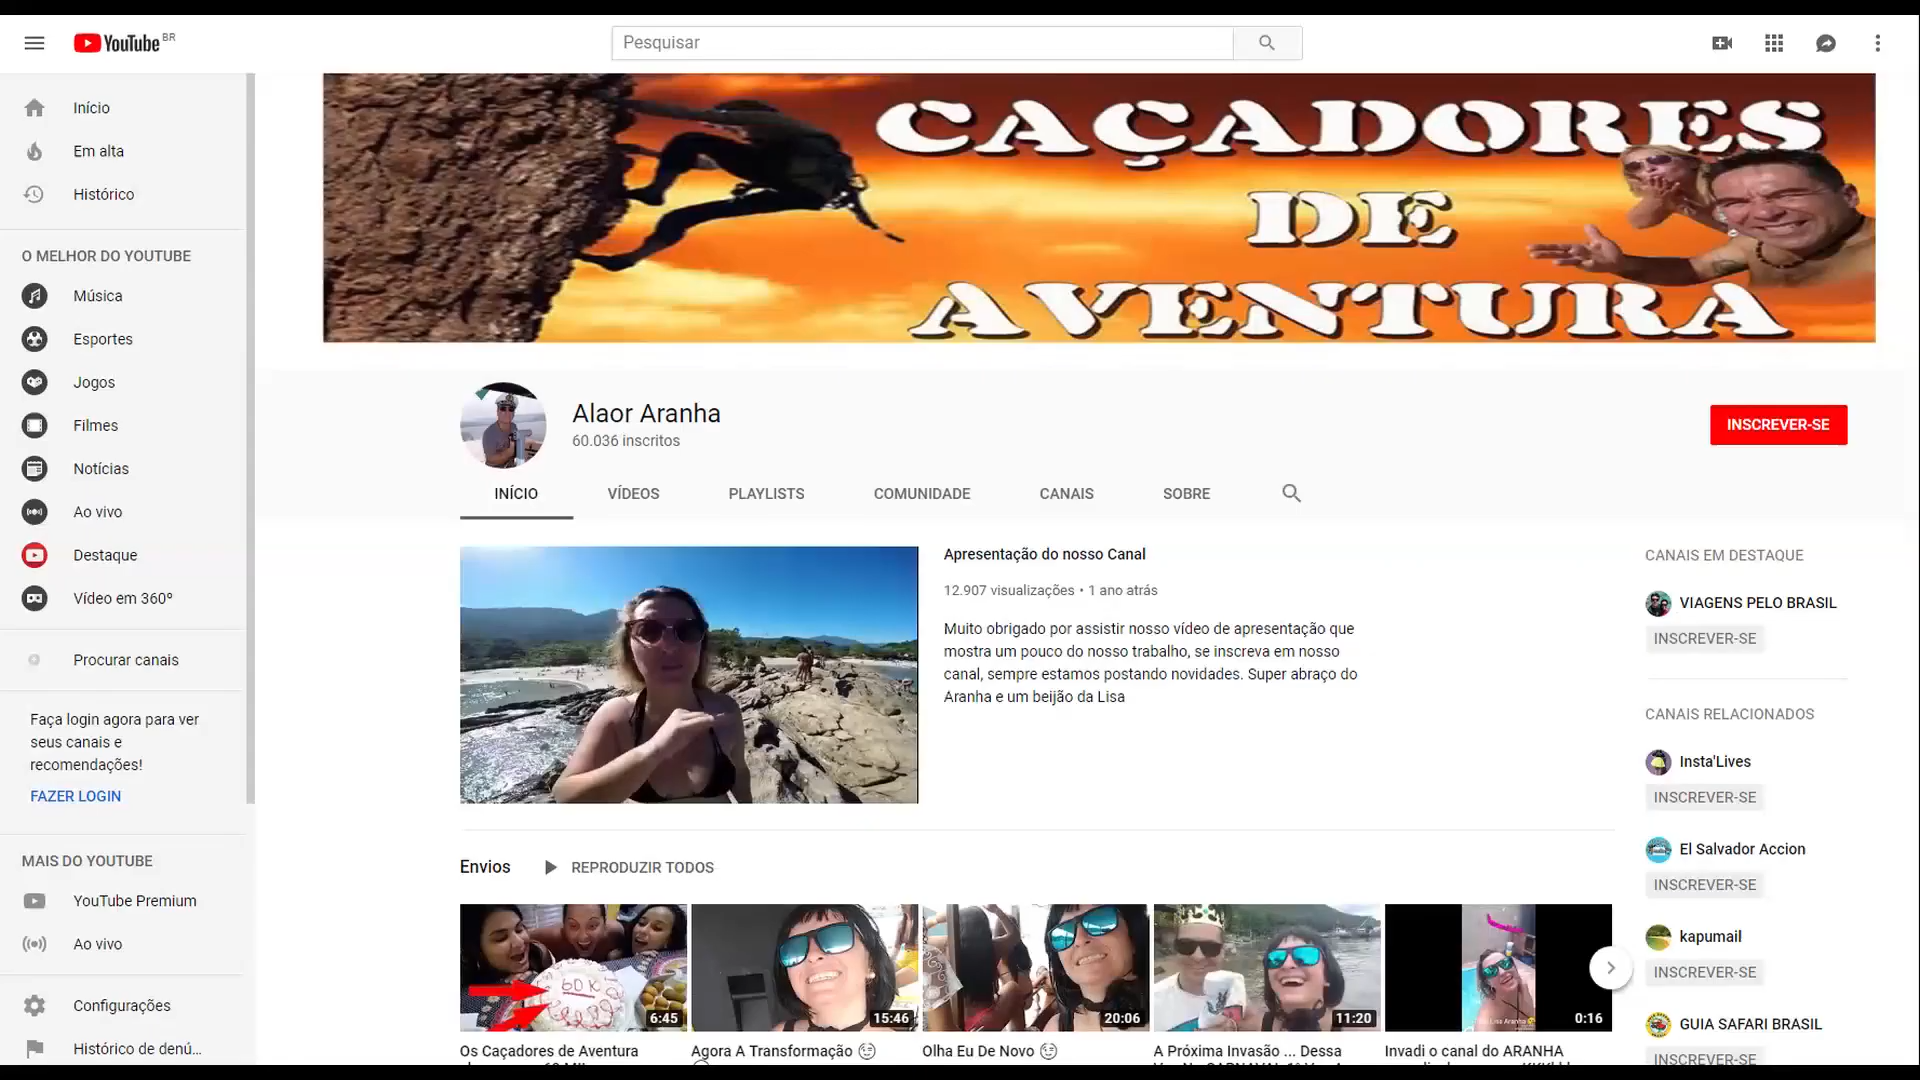 YouTube BR
Pesquisar
Início
Em alta
Histórico
O MELHOR DO YOUTUBE
Música
Esportes
Jogos
Filmes
Notícias
Ao vivo
Destaque
Vídeo em 360º
Procurar canais
Faça login agora para ver
seus canais e
recomendações!
FAZER LOGIN
MAIS DO YOUTUBE
YouTube Premium
Ao vivo
Configurações
Histórico de denú...
CAÇADORES
DE
AVENTURA
Alaor Aranha
60.036 inscritos
INSCREVER-SE
INÍCIO
VÍDEOS
PLAYLISTS
COMUNIDADE
CANAIS
SOBRE
Apresentação do nosso Canal
12.907 visualizações • 1 ano atrás
Muito obrigado por assistir nosso vídeo de apresentação que
mostra um pouco do nosso trabalho, se inscreva em nosso
canal, sempre estamos postando novidades. Super abraço do
Aranha e um beijão da Lisa
Envios
REPRODUZIR TODOS
60 K
6:45
Os Caçadores de Aventura
15:46
Agora A Transformação 😉
20:06
Olha Eu De Novo 😉
11:20
A Próxima Invasão ... Dessa
0:16
Invadi o canal do ARANHA
CANAIS EM DESTAQUE
VIAGENS PELO BRASIL
INSCREVER-SE
CANAIS RELACIONADOS
Insta'Lives
INSCREVER-SE
El Salvador Accion
INSCREVER-SE
kapumail
INSCREVER-SE
GUIA SAFARI BRASIL
INSCREVER-SE